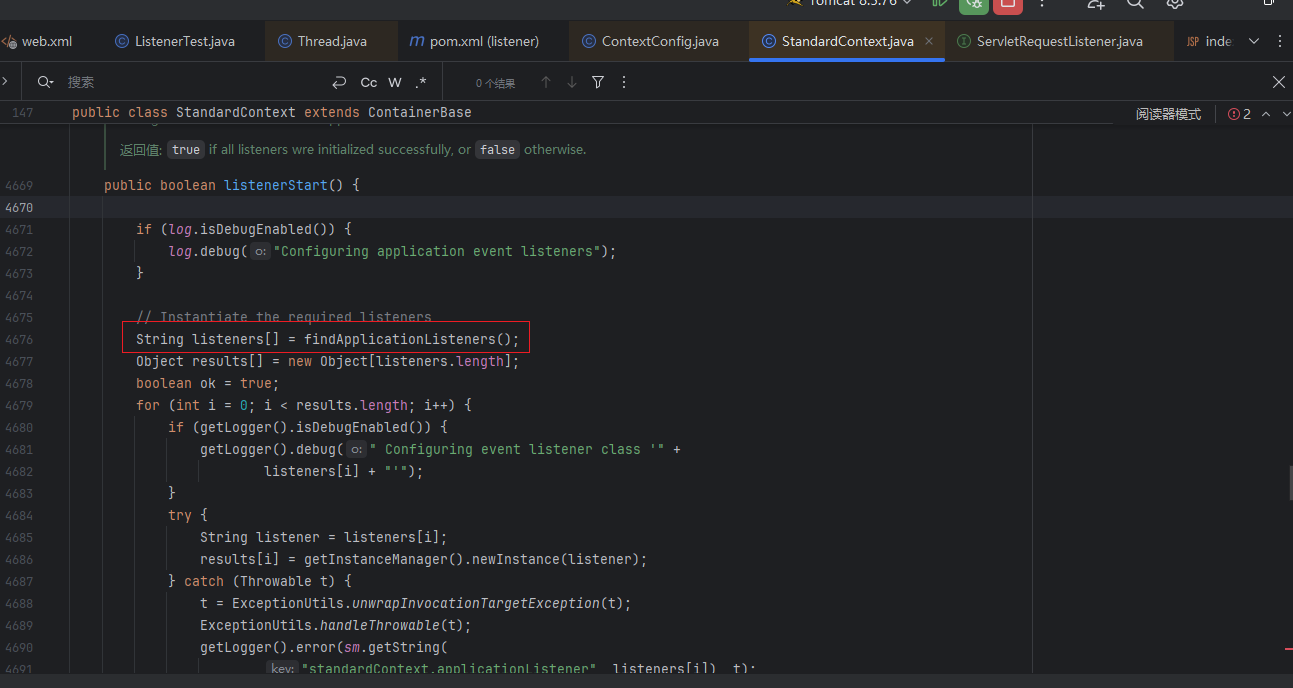 Tomcat 8.5.76
web.xml ListenerTest.java Thread.java pom.xml (listener) ContextConfig.java StandardContext.java ServletRequestListener.java JSP inde
搜索 Cc W .* 0 个结果
147 public class StandardContext extends ContainerBase 阅读器模式 2
返回值: true if all listeners wre initialized successfully, or false otherwise.
4669 public boolean listenerStart() {
4670
4671 if (log.isDebugEnabled()) {
4672 log.debug( o: "Configuring application event listeners");
4673 }
4674
4675 // Instantiate the required listeners
4676 String listeners[] = findApplicationListeners();
4677 Object results[] = new Object[listeners.length];
4678 boolean ok = true;
4679 for (int i = 0; i < results.length; i++) {
4680 if (getLogger().isDebugEnabled()) {
4681 getLogger().debug( o: " Configuring event listener class '" +
4682 listeners[i] + "'");
4683 }
4684 try {
4685 String listener = listeners[i];
4686 results[i] = getInstanceManager().newInstance(listener);
4687 } catch (Throwable t) {
4688 t = ExceptionUtils.unwrapInvocationTargetException(t);
4689 ExceptionUtils.handleThrowable(t);
4690 getLogger().error(sm.getString(
4691 key: "standardContext.applicationListener", listeners[i]), t);